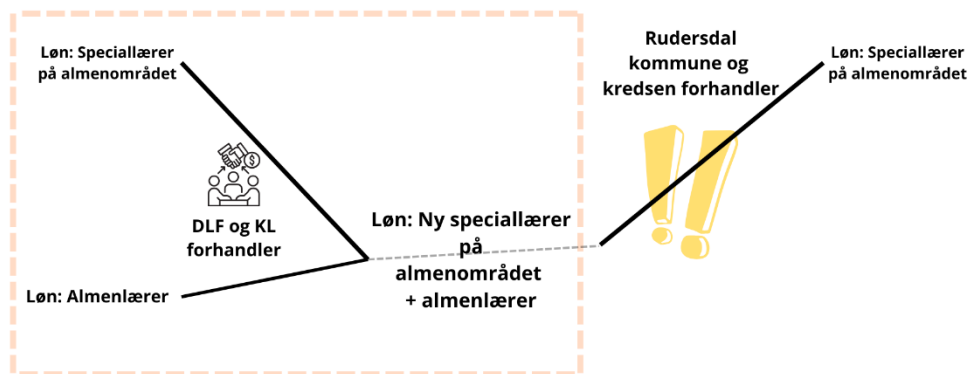 Løn: Speciallærer
på almenområdet
DLF og KL
forhandler
Løn: Almenlærer
Løn: Ny speciallærer
på
almenområdet
+ almenlærer
Rudersdal
kommune og
kredsen forhandler
Løn: Speciallærer
på almenområdet
$